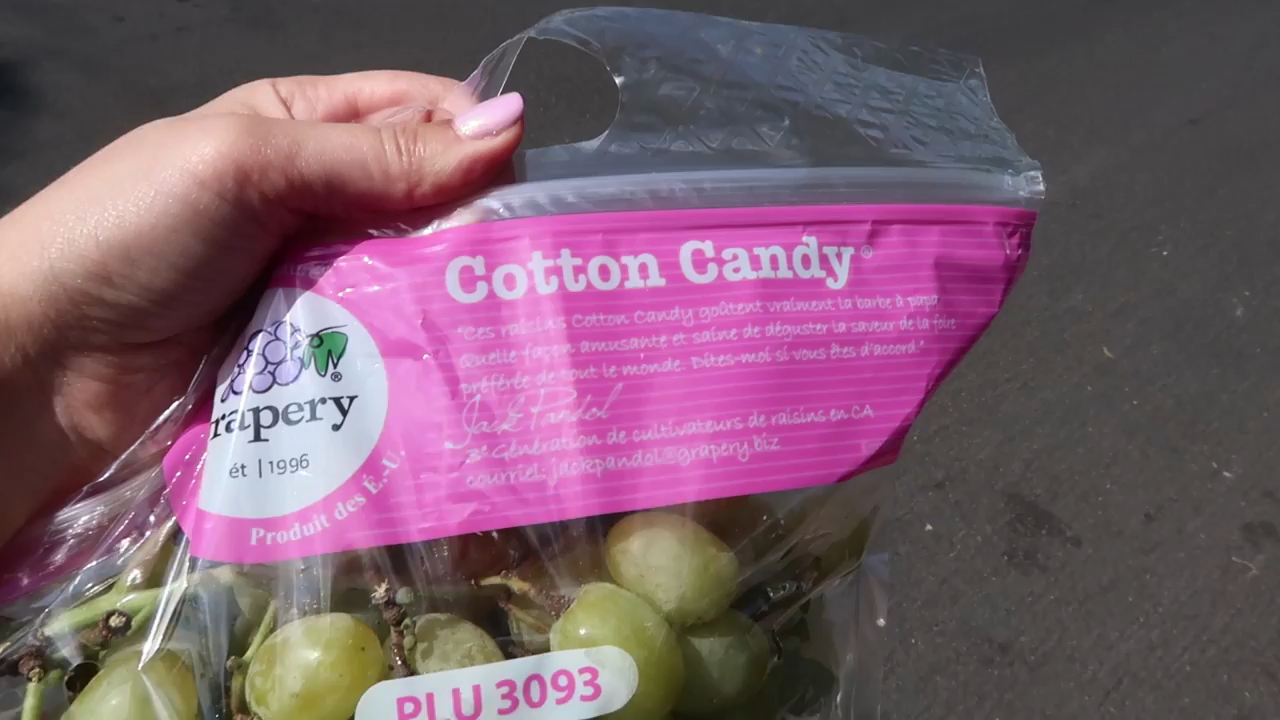 Cotton Candy®
"Ces raisins Cotton Candy goûtent vraiment la barbe à papa
Quelle façon amusante et saine de déguster la saveur de la foire
préférée de tout le monde. Dites-moi si vous êtes d'accord."
Jack Pandol
3e Génération de cultivateurs de raisins en CA
courriel: jackpandol@grapery.biz
rapery®
ét | 1996
Produit des É.-U.
PLU 3093